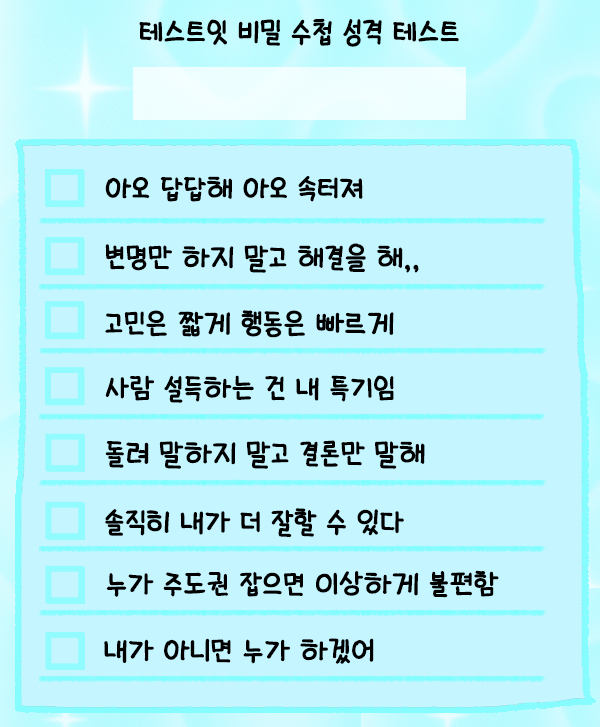 테스트잇 비밀 수첩 성격 테스트
아오 답답해 아오 속터져
변명만 하지 말고 해결을 해,,
고민은 짧게 행동은 빠르게
사람 설득하는 건 내 특기임
돌려 말하지 말고 결론만 말해
솔직히 내가 더 잘할 수 있다
누가 주도권 잡으면 이상하게 불편함
내가 아니면 누가 하겠어